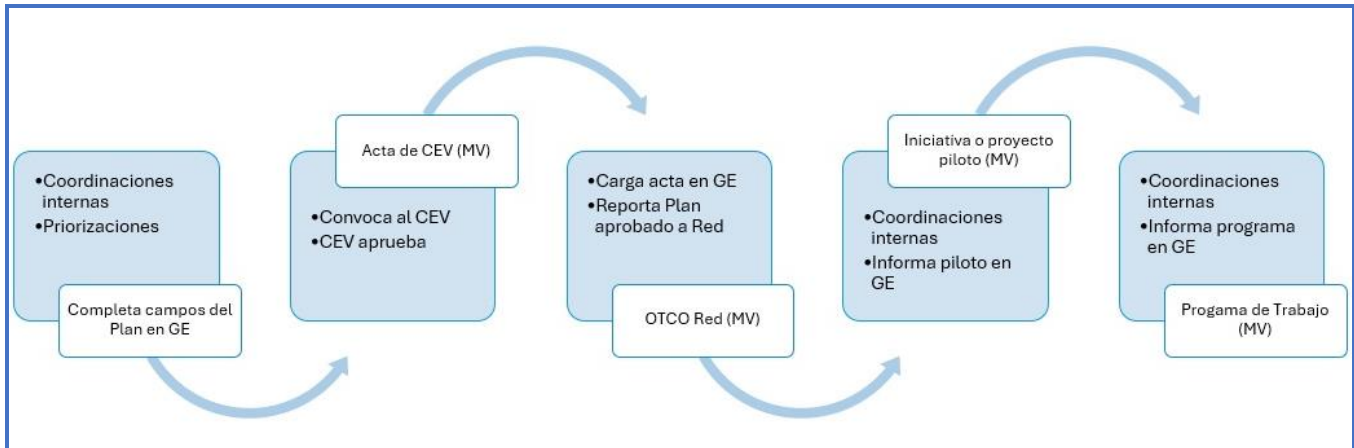 •Coordinaciones
internas
•Priorizaciones
Completa campos del
Plan en GE
Acta de CEV (MV)
•Convoca al CEV
•CEV aprueba
•Carga acta en GE
•Reporta Plan
aprobado a Red
OTCO Red (MV)
Iniciativa o proyecto
piloto (MV)
•Coordinaciones
internas
•Informa piloto en
GE
•Coordinaciones
internas
•Informa programa
en GE
Progama de Trabajo
(MV)